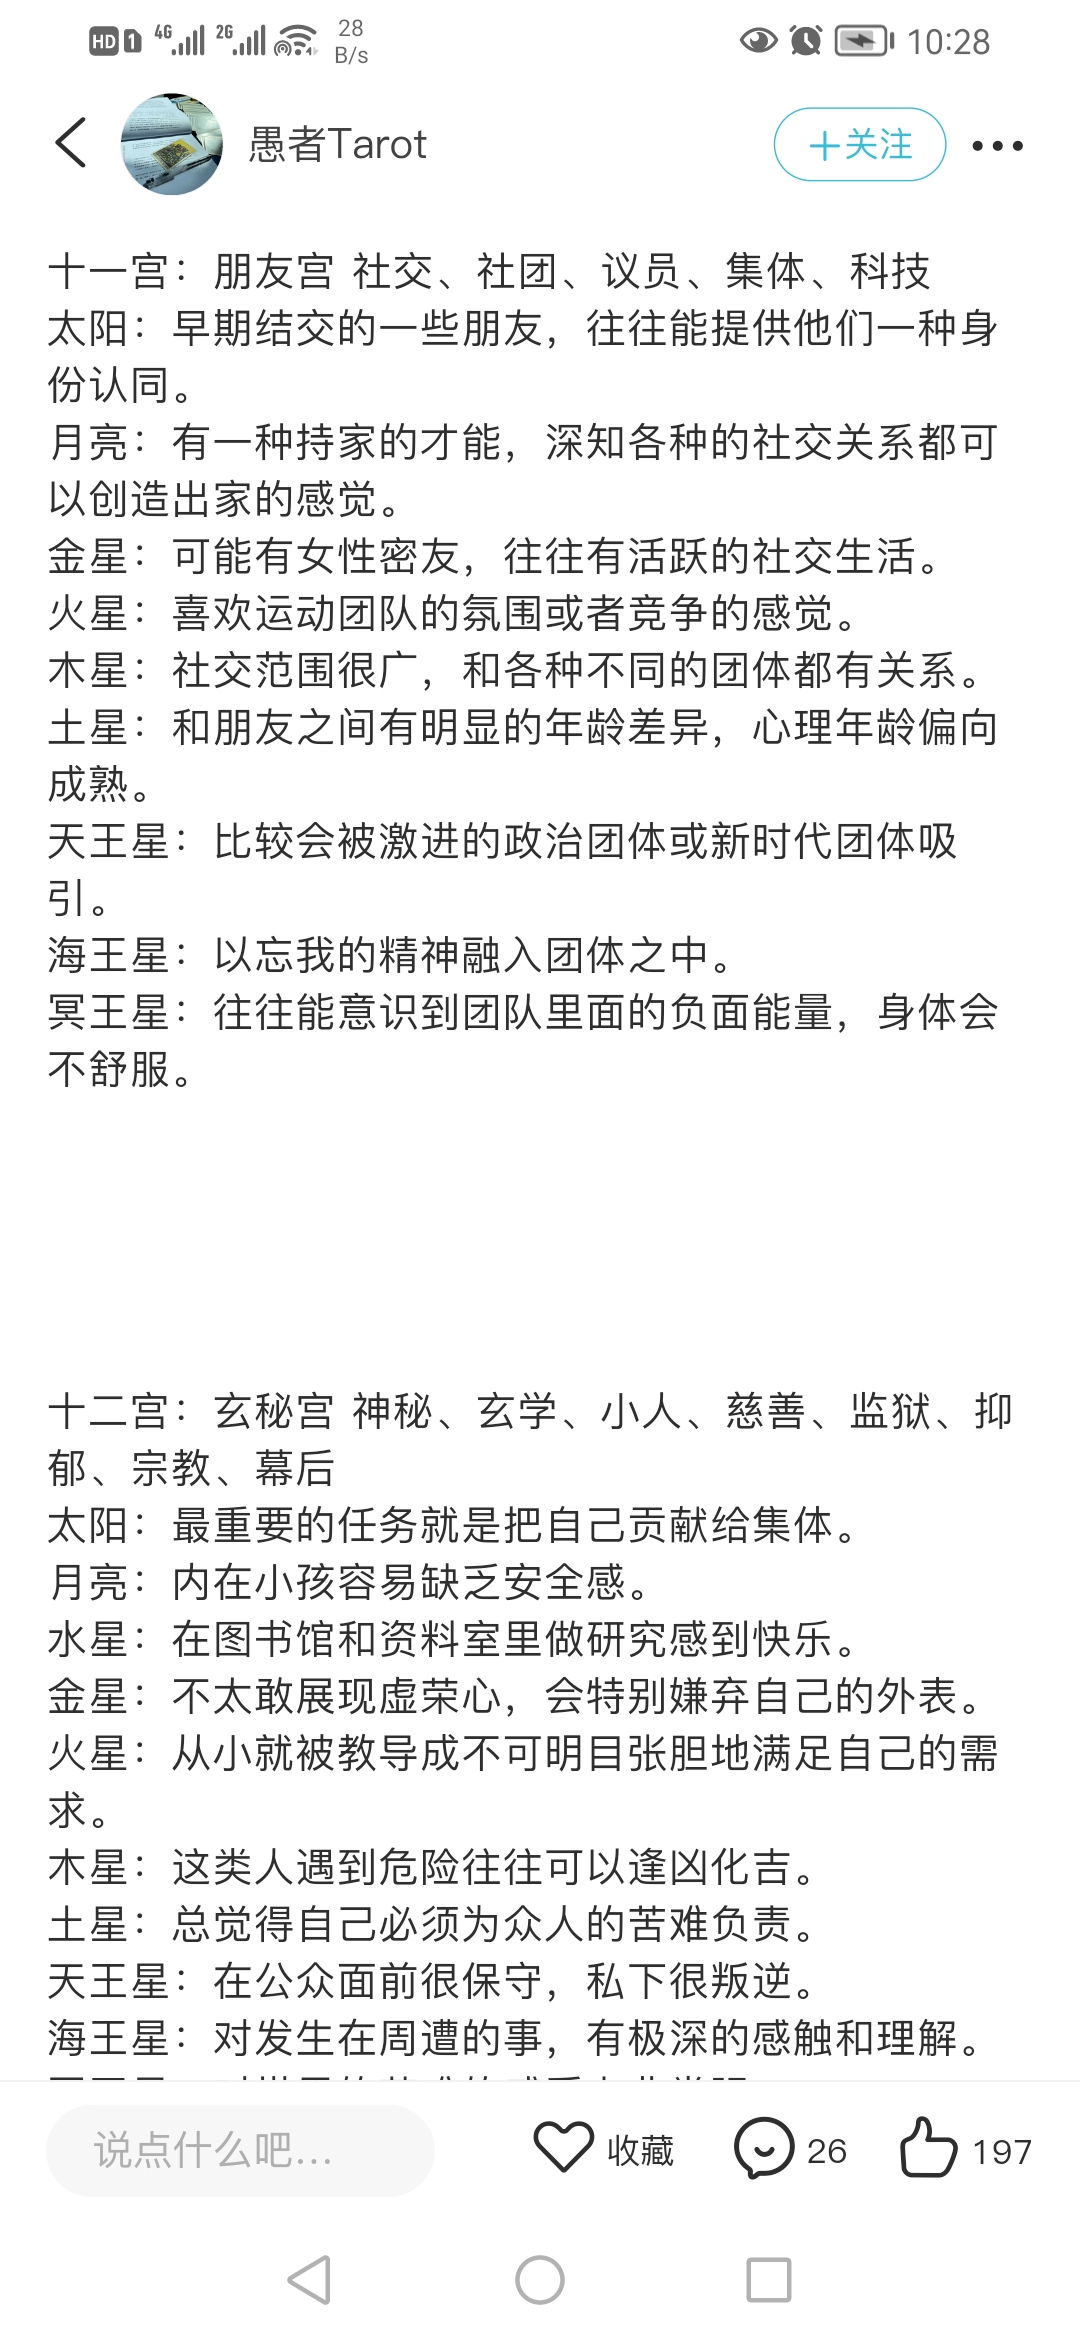 HD 1 4G 2G 28 B/s 10:28
愚者Tarot
+关注
十一宫：朋友宫 社交、社团、议员、集体、科技
太阳：早期结交的一些朋友，往往能提供他们一种身
份认同。
月亮：有一种持家的才能，深知各种的社交关系都可
以创造出家的感觉。
金星：可能有女性密友，往往有活跃的社交生活。
火星：喜欢运动团队的氛围或者竞争的感觉。
木星：社交范围很广，和各种不同的团体都有关系。
土星：和朋友之间有明显的年龄差异，心理年龄偏向
成熟。
天王星：比较会被激进的政治团体或新时代团体吸
引。
海王星：以忘我的精神融入团体之中。
冥王星：往往能意识到团队里面的负面能量，身体会
不舒服。
十二宫：玄秘宫 神秘、玄学、小人、慈善、监狱、抑
郁、宗教、幕后
太阳：最重要的任务就是把自己贡献给集体。
月亮：内在小孩容易缺乏安全感。
水星：在图书馆和资料室里做研究感到快乐。
金星：不太敢展现虚荣心，会特别嫌弃自己的外表。
火星：从小就被教导成不可明目张胆地满足自己的需
求。
木星：这类人遇到危险往往可以逢凶化吉。
土星：总觉得自己必须为众人的苦难负责。
天王星：在公众面前很保守，私下很叛逆。
海王星：对发生在周遭的事，有极深的感触和理解。
说点什么吧...
收藏
26
197